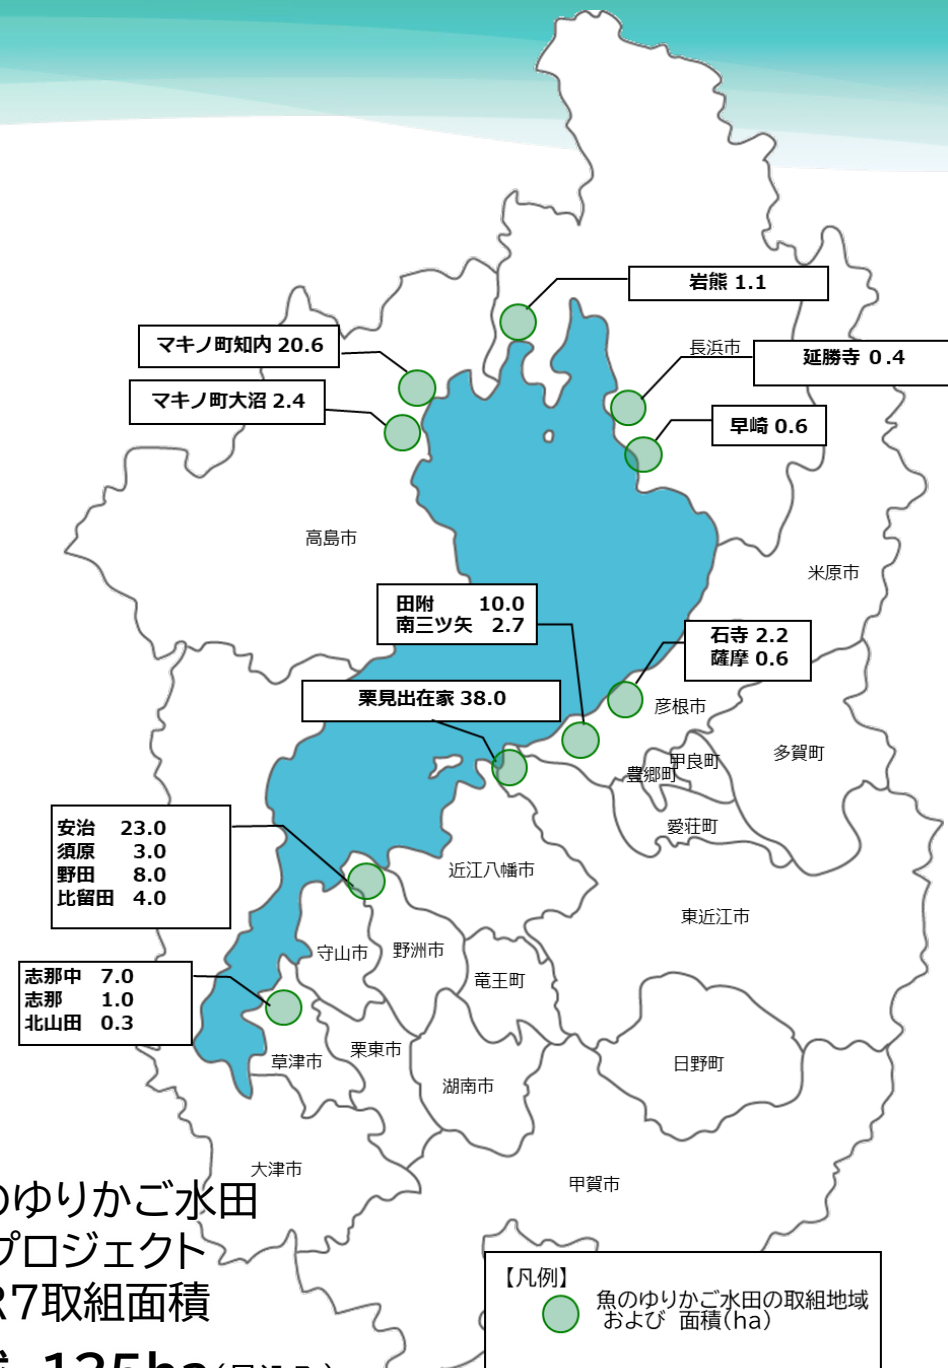 岩熊 1.1
マキノ町知内 20.6
長浜市
延勝寺 0.4
マキノ町大沼 2.4
早崎 0.6
高島市
米原市
田附 10.0
南三ツ矢 2.7
石寺 2.2
薩摩 0.6
栗見出在家 38.0
彦根市
多賀町
甲良町
豊郷町
愛荘町
安治 23.0
須原 3.0
野田 8.0
比留田 4.0
近江八幡市
東近江市
守山市
野洲市
竜王町
志那中 7.0
志那 1.0
北山田 0.3
草津市
栗東市
湖南市
日野町
大津市
甲賀市
のゆりかご水田
プロジェクト
R7取組面積
135ha
【凡例】
魚のゆりかご水田の取組地域
および 面積(ha)